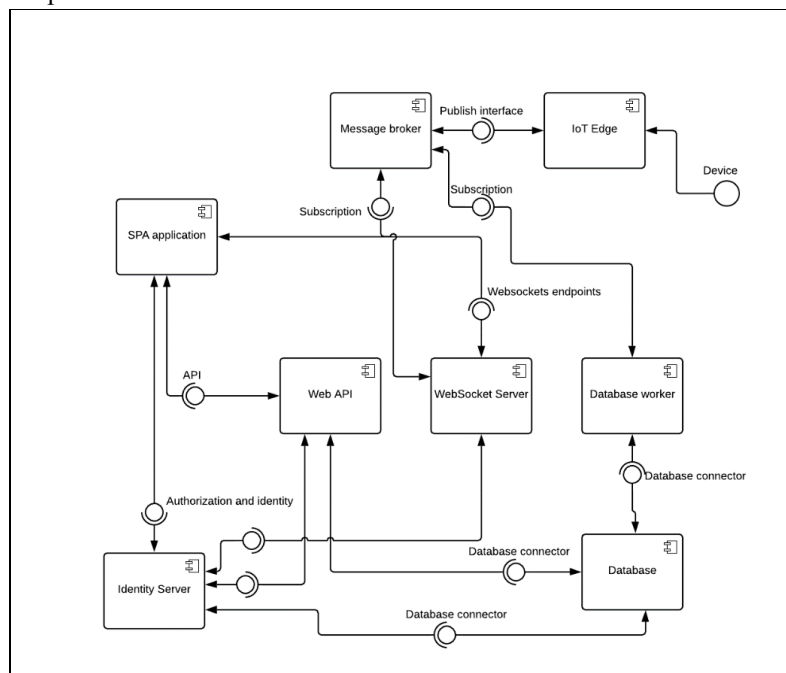 Publish interface
Message broker
IoT Edge
Device
Subscription
Subscription
SPA application
Websockets endpoints
API
Web API
WebSocket Server
Database worker
Database connector
Authorization and identity
Database connector
Identity Server
Database
Database connector